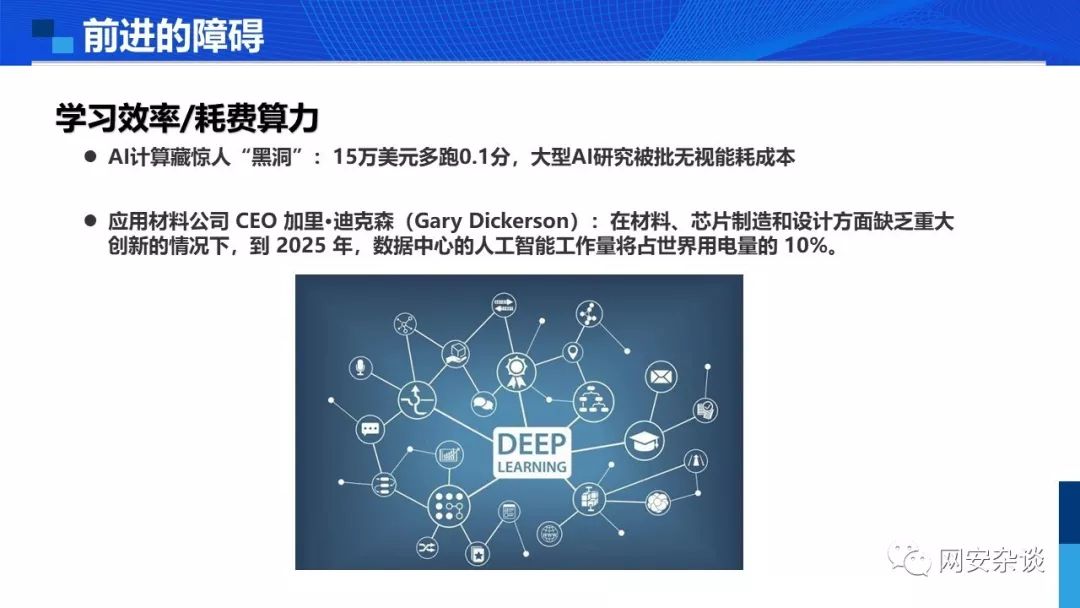 前进的障碍
学习效率/耗费算力
● AI计算藏惊人“黑洞”：15万美元多跑0.1分，大型AI研究被批无视能耗成本
● 应用材料公司 CEO 加里•迪克森（Gary Dickerson）：在材料、芯片制造和设计方面缺乏重大
创新的情况下，到 2025 年，数据中心的人工智能工作量将占世界用电量的 10%。
DEEP
LEARNING
WWW
网安杂谈